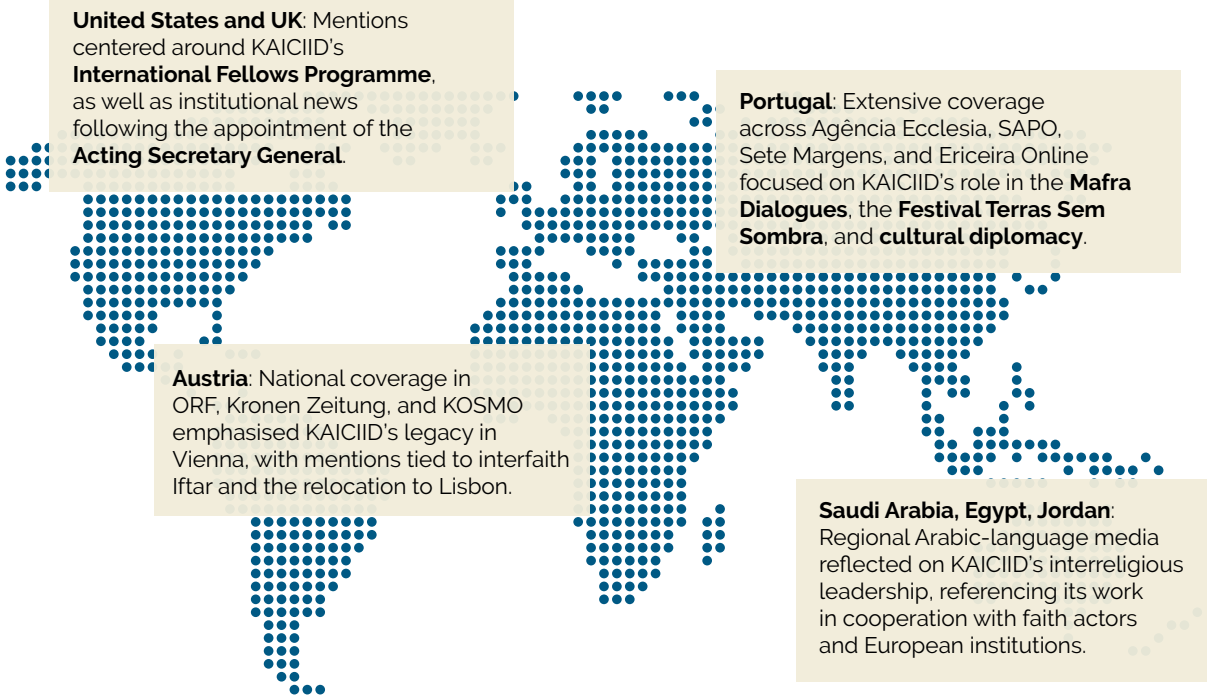 United States and UK: Mentions
centered around KAICIID's
International Fellows Programme,
as well as institutional news
following the appointment of the
Acting Secretary General.
Portugal: Extensive coverage
across Agência Ecclesia, SAPO,
Sete Margens, and Ericeira Online
focused on KAICIID's role in the Mafra
Dialogues, the Festival Terras Sem
Sombra, and cultural diplomacy.
Austria: National coverage in
ORF, Kronen Zeitung, and KOSMO
emphasised KAICIID's legacy in
Vienna, with mentions tied to interfaith
Iftar and the relocation to Lisbon.
Saudi Arabia, Egypt, Jordan:
Regional Arabic-language media
reflected on KAICIID's interreligious
leadership, referencing its work
in cooperation with faith actors
and European institutions.